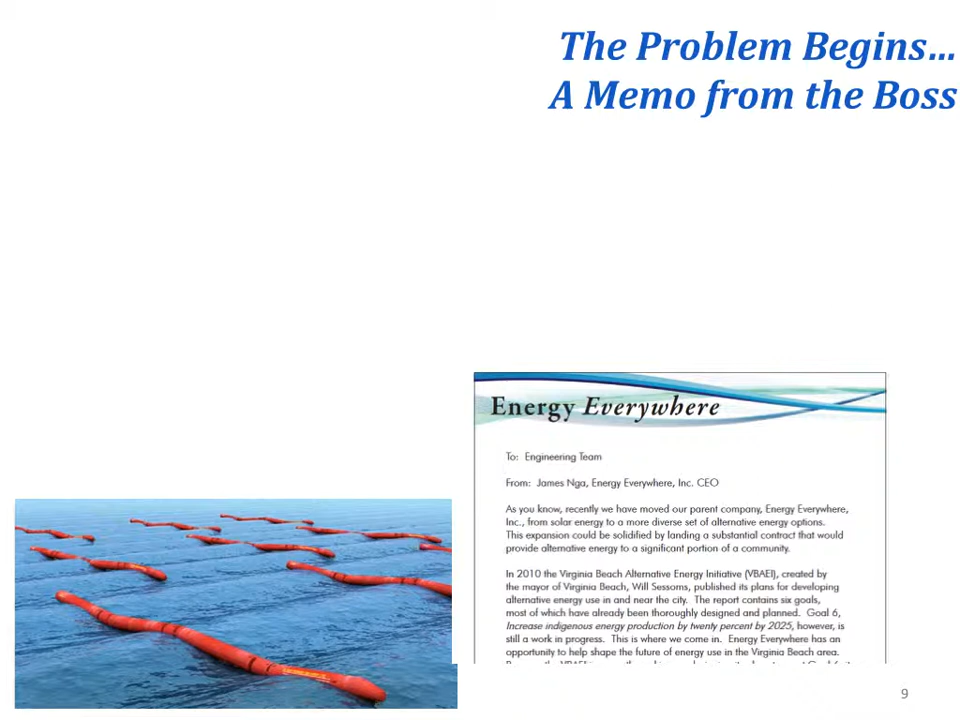 The Problem Begins...
A Memo from the Boss
Energy Everywhere
To: Engineering Team
From: James Nga, Energy Everywhere, Inc. CEO
As you know, recently we have moved our parent company, Energy Everywhere,
Inc., from solar energy to a more diverse set of alternative energy options.
This expansion could be solidified by landing a substantial contract that would
provide alternative energy to a significant portion of a community.
In 2010 the Virginia Beach Alternative Energy Initiative (VBAEI), created by
the mayor of Virginia Beach, Will Sessoms, published its plans for developing
alternative energy use in and near the city. The report contains six goals,
most of which have already been thoroughly designed and planned. Goal 6,
Increase indigenous energy production by twenty percent by 2025, however, is
still a work in progress. This is where we come in. Energy Everywhere has an
opportunity to help shape the future of energy use in the Virginia Beach area.
9